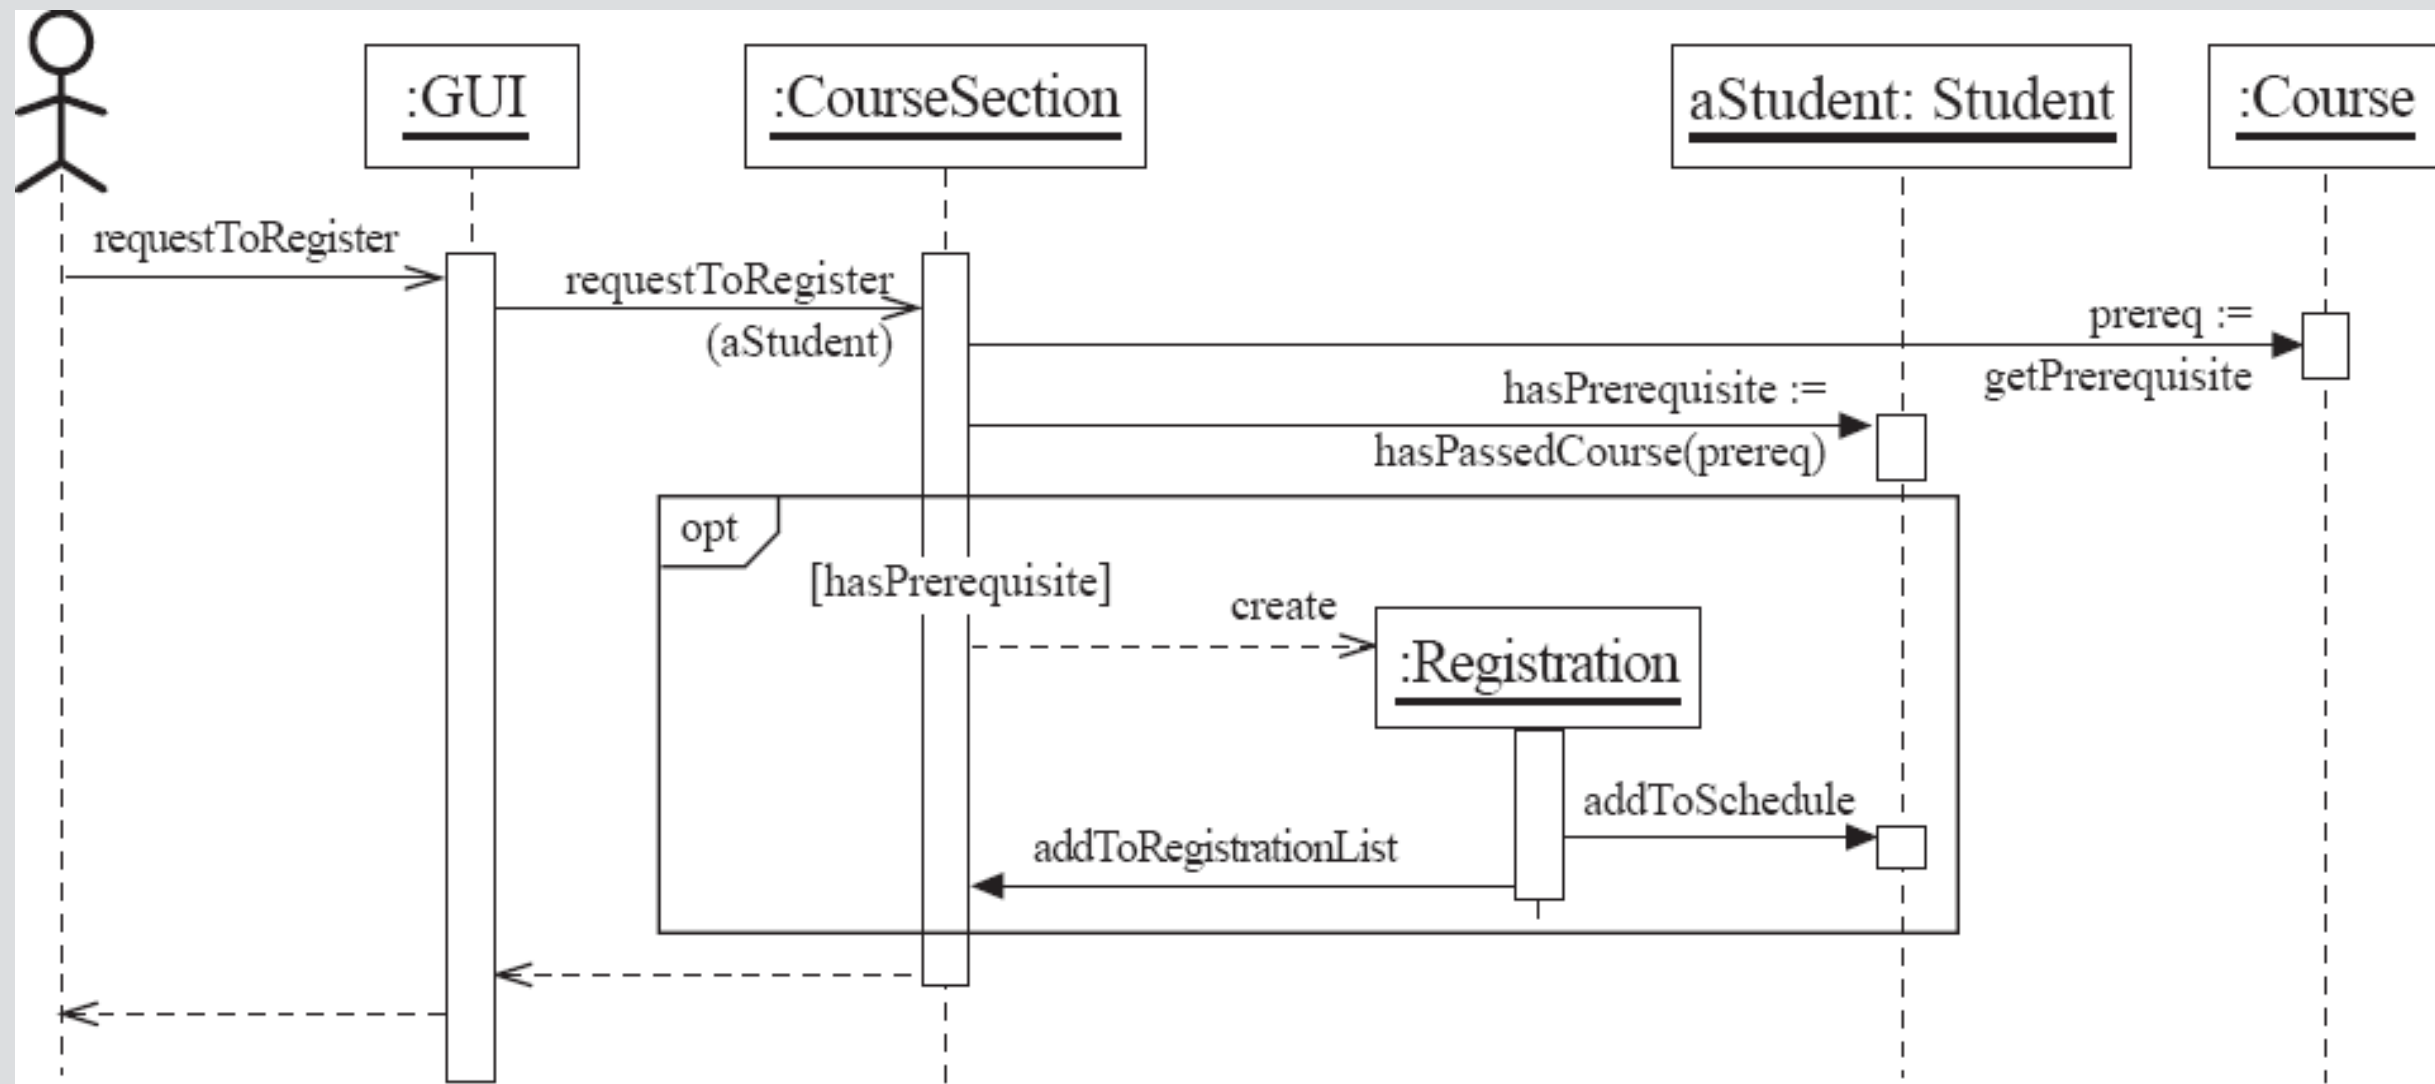 :GUI
:CourseSection
aStudent: Student
:Course
requestToRegister
requestToRegister
(aStudent)
prereq :=
getPrerequisite
hasPrerequisite :=
hasPassedCourse(prereq)
opt
[hasPrerequisite]
create
:Registration
addToSchedule
addToRegistrationList